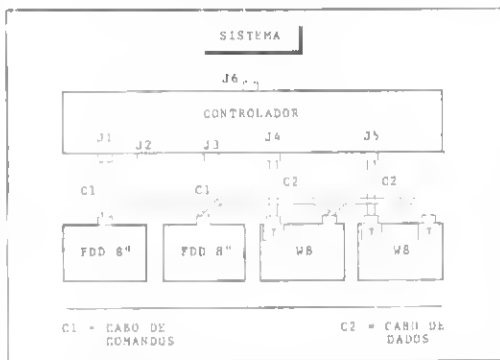 SISTEMA
J6
CONTROLADOR
J1 J2 J3 J4 J5
C1 C1 C2 C2
FDD 8" FDD 8" W8 W8
T T T
C1 = CABO DE COMANDOS
C2 = CABO DE DADOS